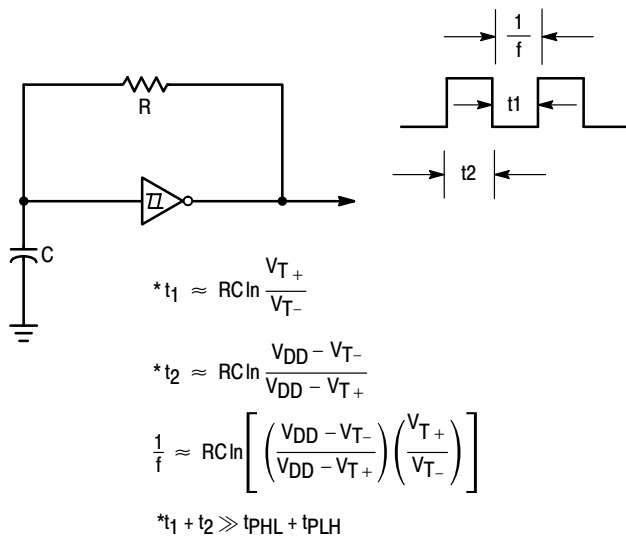 1
f
R
t1
t2
C
*t1 ≈ RC ln VT+ / VT−
*t2 ≈ RC ln VDD − VT− / VDD − VT+
1/f ≈ RC ln [ ( VDD − VT− / VDD − VT+ ) ( VT+ / VT− ) ]
*t1 + t2 ≫ tPHL + tPLH